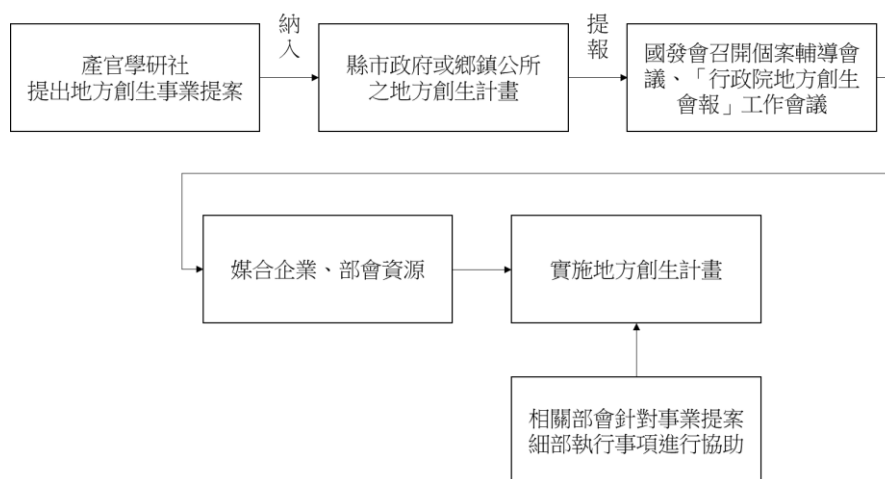 產官學研社
提出地方創生事業提案
納
入
縣市政府或鄉鎮公所
之地方創生計畫
提
報
國發會召開個案輔導會
議、「行政院地方創生
會報」工作會議
媒合企業、部會資源
實施地方創生計畫
相關部會針對事業提案
細部執行事項進行協助